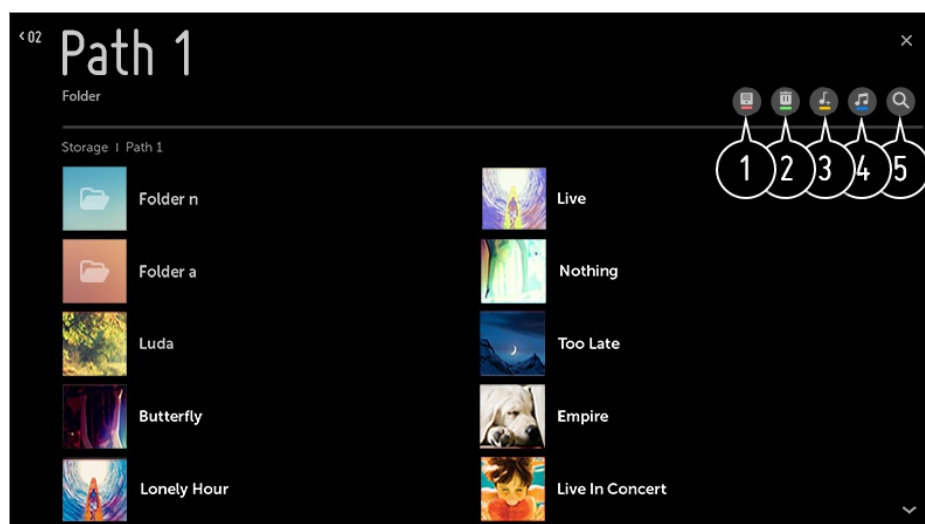 < 02
Path 1
Folder
Storage I Path 1
1 2 3 4 5
Folder n
Live
Folder a
Nothing
Luda
Too Late
Butterfly
Empire
Lonely Hour
Live In Concert